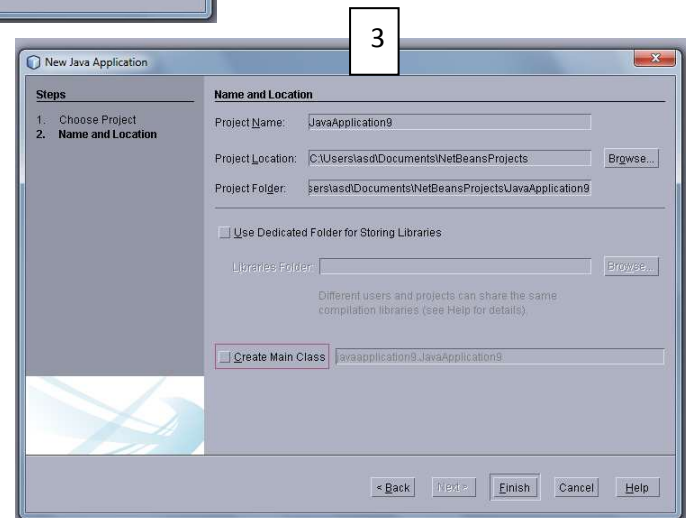 3
New Java Application
Steps
1. Choose Project
2. Name and Location
Name and Location
Project Name: JavaApplication9
Project Location: C:\Users\asd\Documents\NetBeansProjects Browse...
Project Folder: sers\asd\Documents\NetBeansProjects\JavaApplication9
Use Dedicated Folder for Storing Libraries
Libraries Folder: Browse...
Different users and projects can share the same
compilation libraries (see Help for details).
Create Main Class javaapplication9.JavaApplication9
< Back Next > Finish Cancel Help